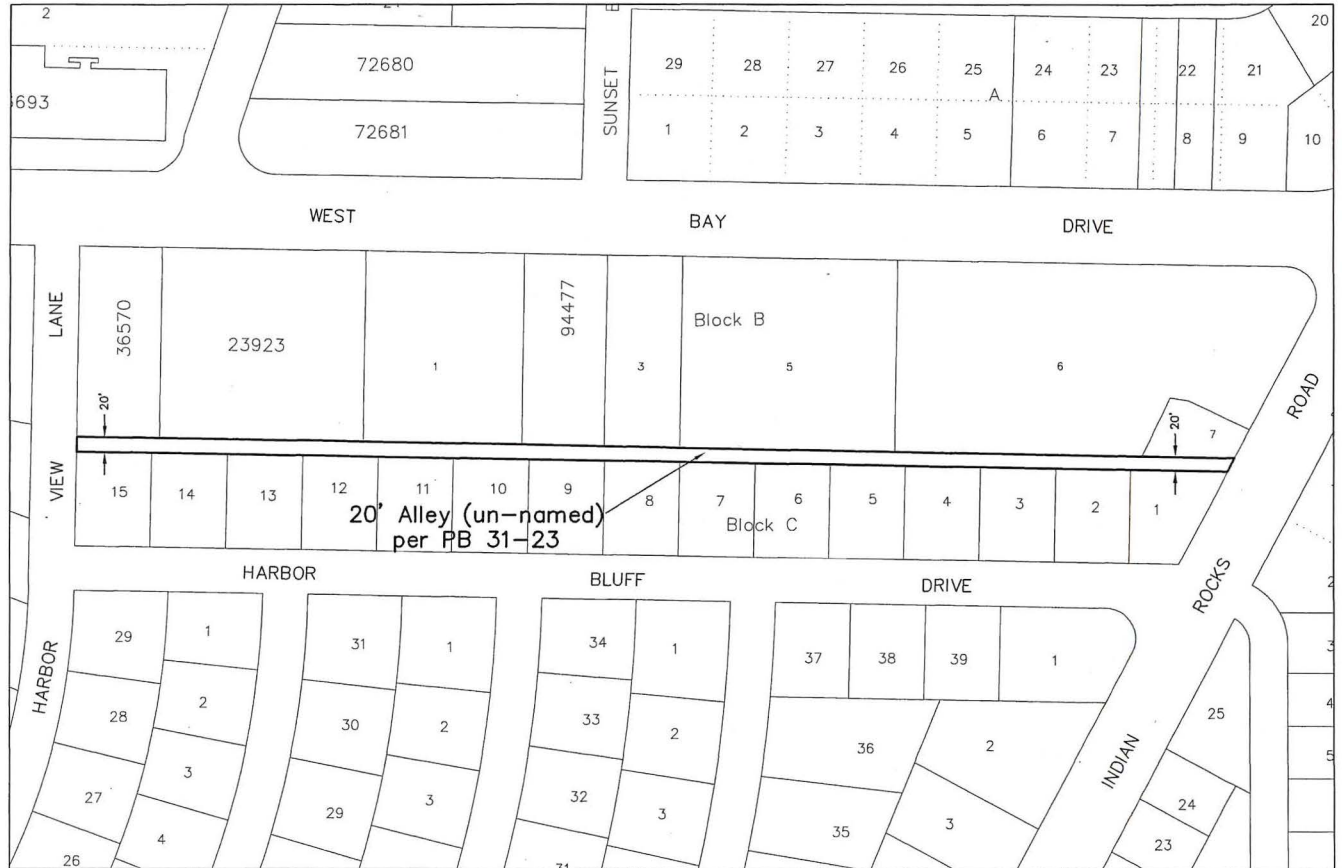 2
20
72680
72681
SUNSET
29 28 27 26 25 24 23 22 21
A
1 2 3 4 5 6 7 8 9 10
WEST BAY DRIVE
VIEW LANE
36570
23923
1
94477
3
Block B
5
6
7
ROAD
20'
20'
15 14 13 12 11 10 9 8 7 6 5 4 3 2 1
20' Alley (un-named)
per PB 31-23
Block C
HARBOR BLUFF DRIVE
ROCKS
HARBOR
INDIAN
29 1 31 1 34 1 37 38 39 1
28 2 30 2 33 2 36 2 25
27 3 29 3 32 3 35 3 24
26 4 23
2
3
4
5